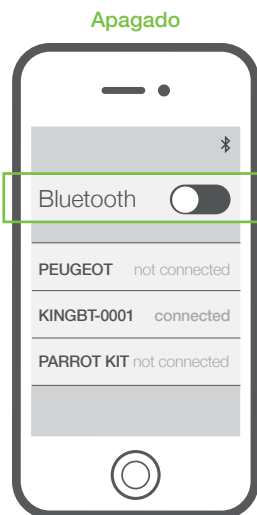 Apagado
Bluetooth
PEUGEOT not connected
KINGBT-0001 connected
PARROT KIT not connected